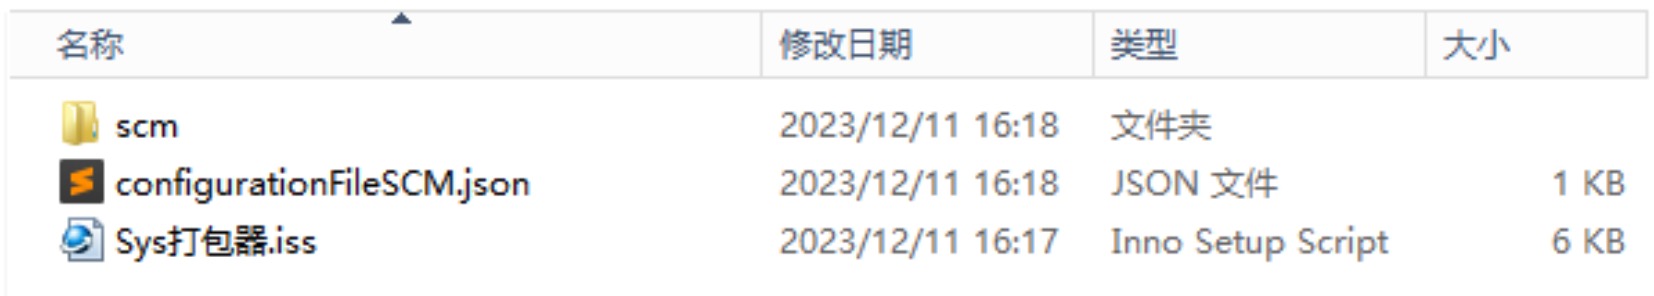 名称 修改日期 类型 大小
scm 2023/12/11 16:18 文件夹
configurationFileSCM.json 2023/12/11 16:18 JSON 文件 1 KB
Sys打包器.iss 2023/12/11 16:17 Inno Setup Script 6 KB